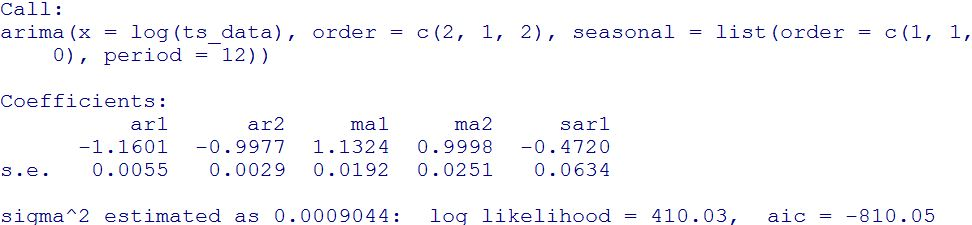 Call:
arima(x = log(ts_data), order = c(2, 1, 2), seasonal = list(order = c(1, 1,
    0), period = 12))
Coefficients:
          ar1      ar2     ma1     ma2     sar1
      -1.1601  -0.9977  1.1324  0.9998  -0.4720
s.e.   0.0055   0.0029  0.0192  0.0251   0.0634
sigma^2 estimated as 0.0009044:  log likelihood = 410.03,  aic = -810.05